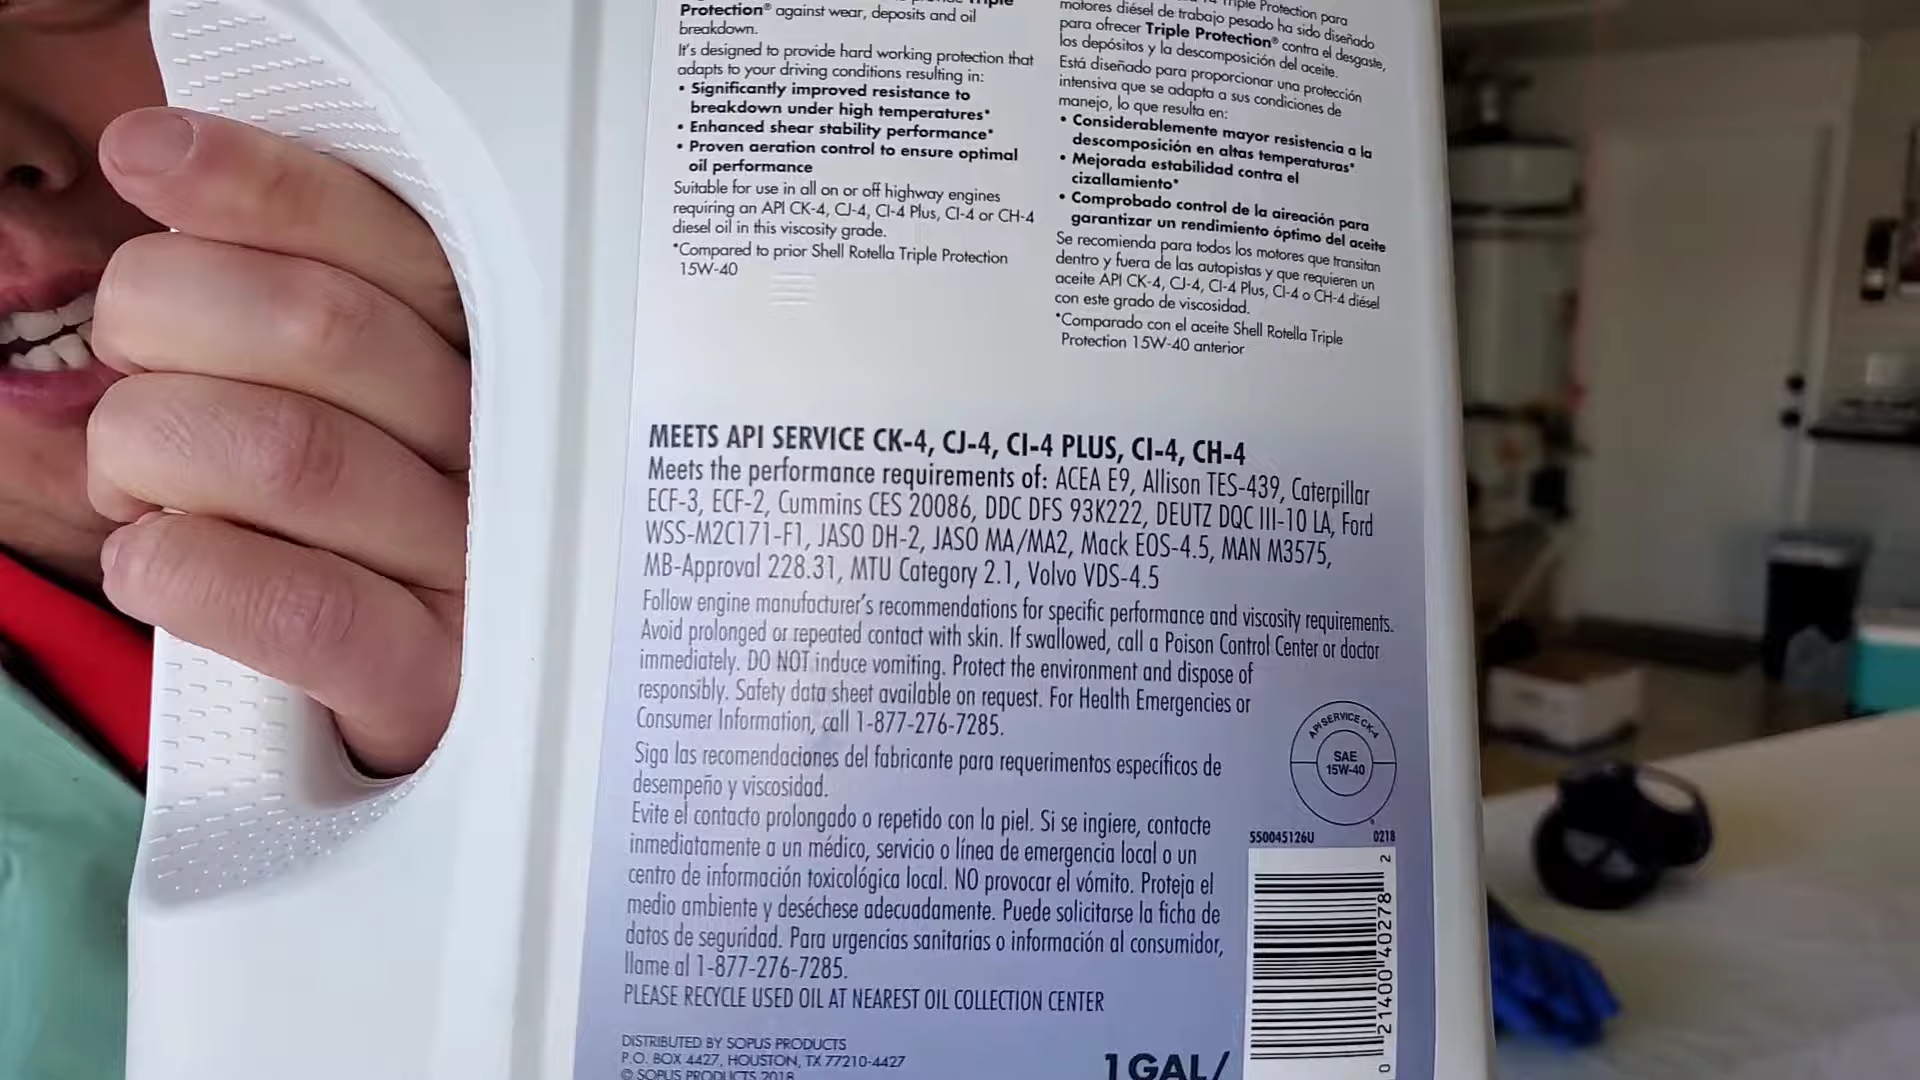 Protection® against wear, deposits and oil
breakdown.
It's designed to provide hard working protection that
adapts to your driving conditions resulting in:
• Significantly improved resistance to
breakdown under high temperatures*
• Enhanced shear stability performance*
• Proven aeration control to ensure optimal
oil performance
Suitable for use in all on or off highway engines
requiring an API CK-4, CJ-4, CI-4 Plus, CI-4 or CH-4
diesel oil in this viscosity grade.
*Compared to prior Shell Rotella Triple Protection
15W-40
Triple Protection para
motores diésel de trabajo pesado ha sido diseñado
para ofrecer Triple Protection® contra el desgaste,
los depósitos y la descomposición del aceite.
Está diseñado para proporcionar una protección
intensiva que se adapta a sus condiciones de
manejo, lo que resulta en:
• Considerablemente mayor resistencia a la
descomposición en altas temperaturas*
• Mejorada estabilidad contra el
cizallamiento*
• Comprobado control de la aireación para
garantizar un rendimiento óptimo del aceite
Se recomienda para todos los motores que transitan
dentro y fuera de las autopistas y que requieren un
aceite API CK-4, CJ-4, CI-4 Plus, CI-4 o CH-4 diésel
con este grado de viscosidad.
*Comparado con el aceite Shell Rotella Triple
Protection 15W-40 anterior
MEETS API SERVICE CK-4, CJ-4, CI-4 PLUS, CI-4, CH-4
Meets the performance requirements of: ACEA E9, Allison TES-439, Caterpillar
ECF-3, ECF-2, Cummins CES 20086, DDC DFS 93K222, DEUTZ DQC III-10 LA, Ford
WSS-M2C171-F1, JASO DH-2, JASO MA/MA2, Mack EOS-4.5, MAN M3575,
MB-Approval 228.31, MTU Category 2.1, Volvo VDS-4.5
Follow engine manufacturer's recommendations for specific performance and viscosity requirements.
Avoid prolonged or repeated contact with skin. If swallowed, call a Poison Control Center or doctor
immediately. DO NOT induce vomiting. Protect the environment and dispose of
responsibly. Safety data sheet available on request. For Health Emergencies or
Consumer Information, call 1-877-276-7285.
Siga las recomendaciones del fabricante para requerimentos específicos de
desempeño y viscosidad.
Evite el contacto prolongado o repetido con la piel. Si se ingiere, contacte
inmediatamente a un médico, servicio o línea de emergencia local o un
centro de información toxicológica local. NO provocar el vómito. Proteja el
medio ambiente y deséchese adecuadamente. Puede solicitarse la ficha de
datos de seguridad. Para urgencias sanitarias o información al consumidor,
llame al 1-877-276-7285.
PLEASE RECYCLE USED OIL AT NEAREST OIL COLLECTION CENTER
API SERVICE CK-4
SAE
15W-40
550045126U 0218
0 21400 40278 2
DISTRIBUTED BY SOPUS PRODUCTS
P.O. BOX 4427, HOUSTON, TX 77210-4427
© SOPUS PRODUCTS 2018
1 GAL/